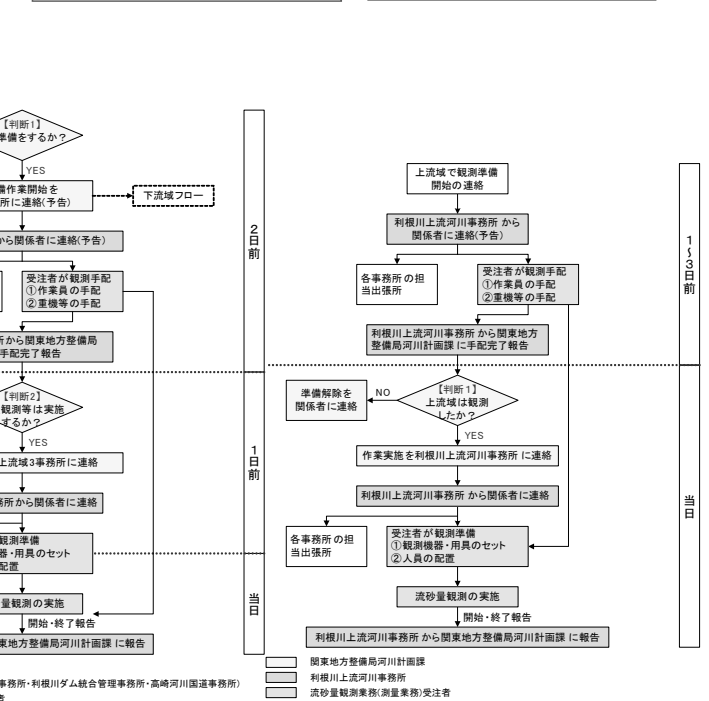 【判断1】
準備をするか？
YES
備作業開始を
所に連絡(予告)
下流域フロー
から関係者に連絡(予告)
受注者が観測手配
①作業員の手配
②重機等の手配
所から関東地方整備局
手配完了報告
【判断2】
観測等は実施
するか？
YES
上流域3事務所に連絡
務所から関係者に連絡
観測準備
器・用具のセット
配置
量観測の実施
開始・終了報告
東地方整備局河川計画課 に報告
事務所・利根川ダム統合管理事務所・高崎河川国道事務所)
者
2日前
1日前
当日
上流域で観測準備
開始の連絡
利根川上流河川事務所 から
関係者に連絡(予告)
各事務所 の担
当出張所
受注者が観測手配
①作業員の手配
②重機等の手配
利根川上流河川事務所 から関東地方
整備局河川計画課 に手配完了報告
準備解除を
関係者に連絡
NO
【判断1】
上流域は観測
したか？
YES
作業実施を利根川上流河川事務所 に連絡
利根川上流河川事務所 から関係者に連絡
各事務所 の担
当出張所
受注者が観測準備
①観測機器・用具のセット
②人員の配置
流砂量観測の実施
開始・終了報告
利根川上流河川事務所 から関東地方整備局河川計画課 に報告
1～3日前
当日
関東地方整備局河川計画課
利根川上流河川事務所
流砂量観測業務(測量業務)受注者